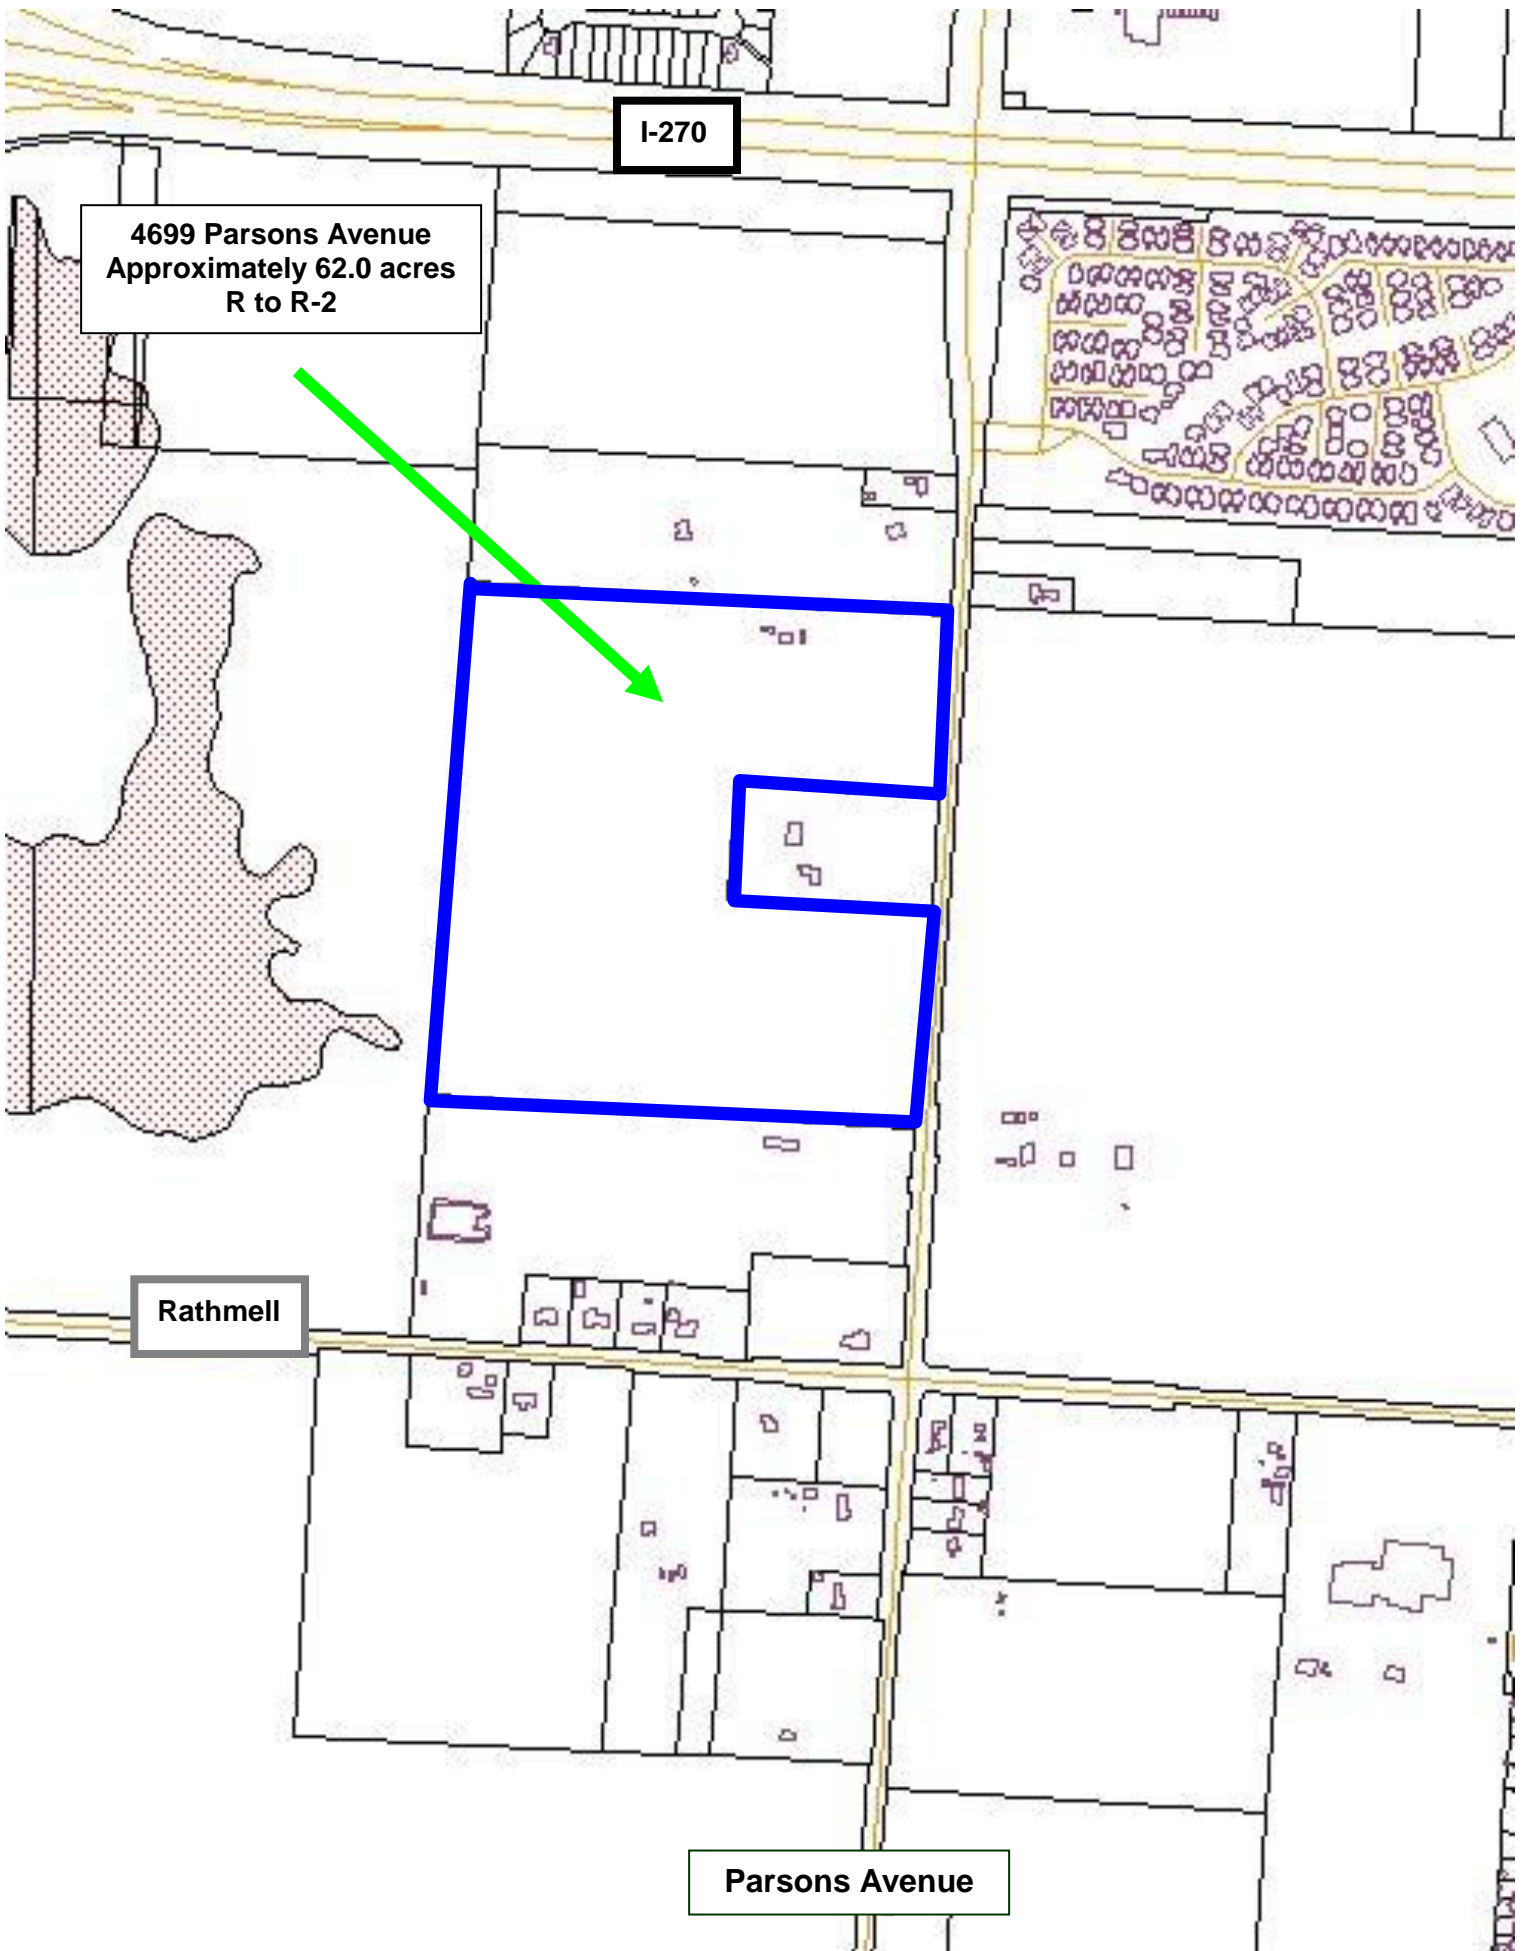 I-270
4699 Parsons Avenue
Approximately 62.0 acres
R to R-2
Rathmell
Parsons Avenue